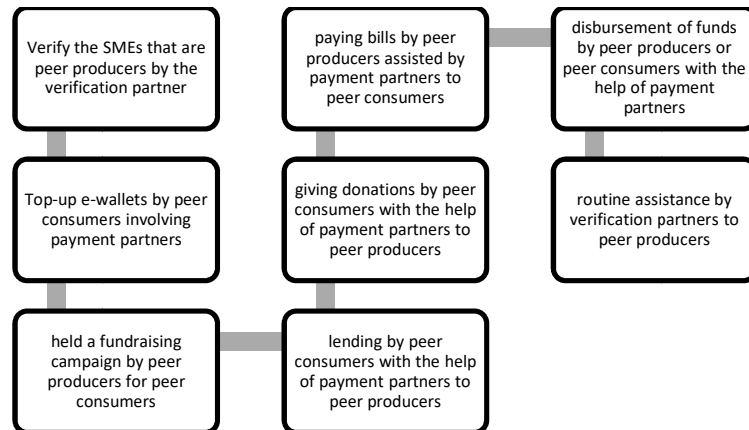 Verify the SMEs that are
peer producers by the
verification partner
Top-up e-wallets by peer
consumers involving
payment partners
held a fundraising
campaign by peer
producers for peer
consumers
lending by peer
consumers with the help
of payment partners to
peer producers
giving donations by peer
consumers with the help
of payment partners to
peer producers
paying bills by peer
producers assisted by
payment partners to
peer consumers
disbursement of funds
by peer producers or
peer consumers with the
help of payment
partners
routine assistance by
verification partners to
peer producers